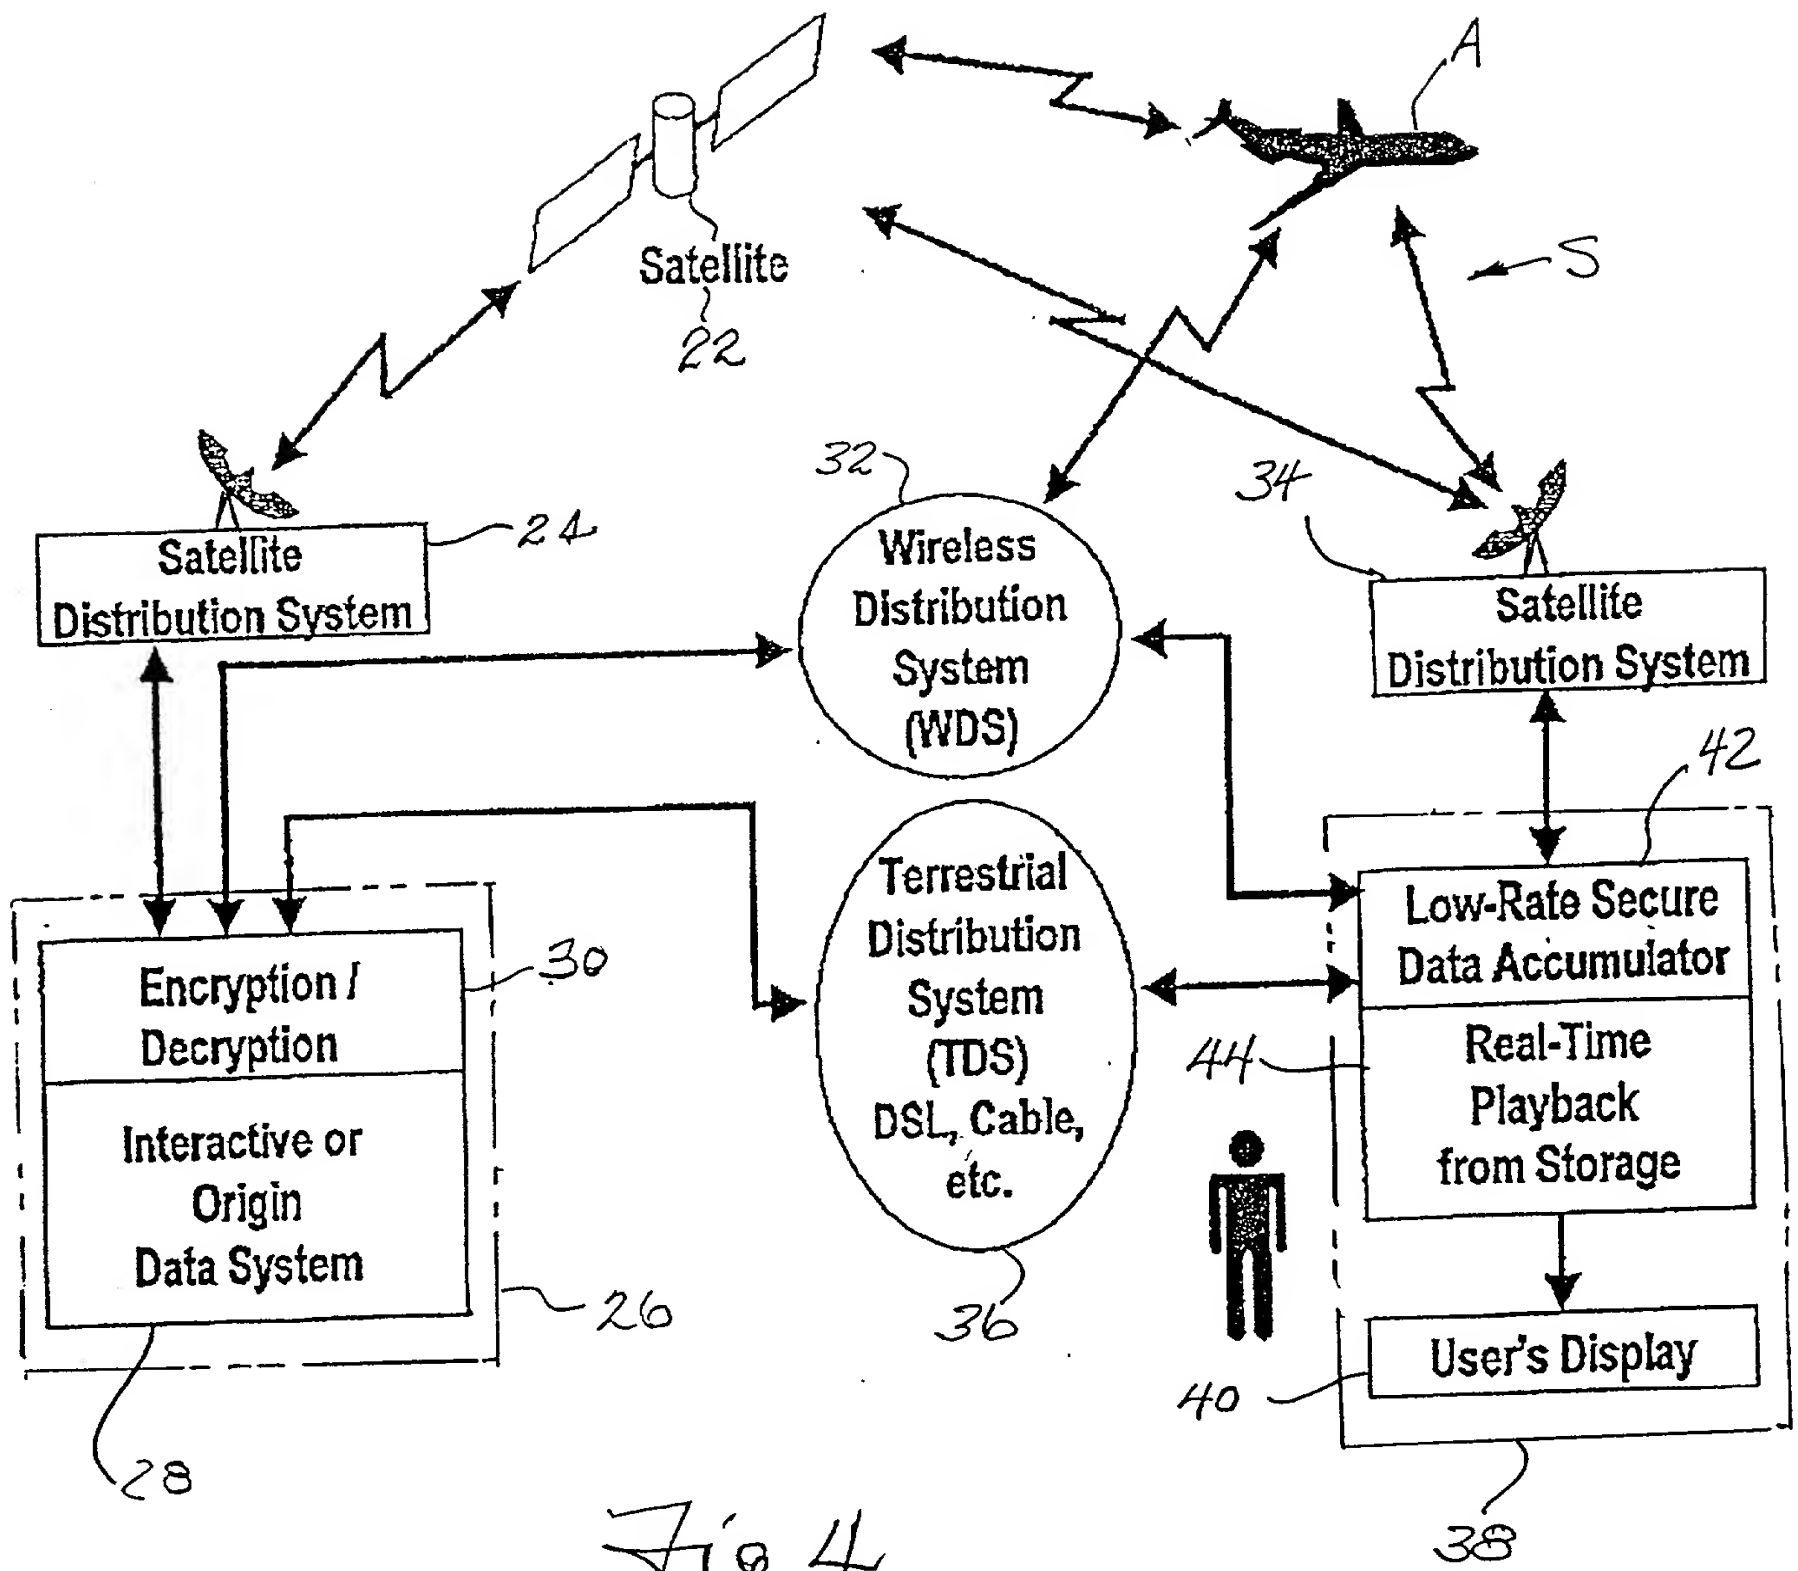 A
S
Satellite
22
24
Satellite
Distribution System
32
Wireless
Distribution
System
(WDS)
34
Satellite
Distribution System
42
Encryption /
Decryption
30
Interactive or
Origin
Data System
26
28
Terrestrial
Distribution
System
(TDS)
DSL, Cable,
etc.
36
Low-Rate Secure
Data Accumulator
44
Real-Time
Playback
from Storage
User's Display
40
38
Fig 4